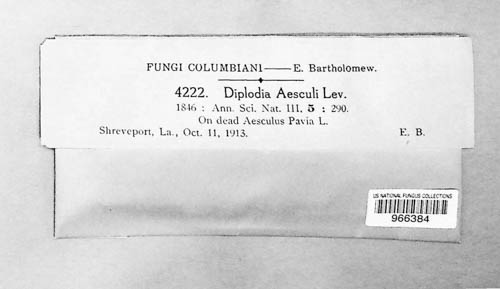 FUNGI COLUMBIANI——E. Bartholomew.
4222. Diplodia Aesculi Lev.
1846 : Ann. Sci. Nat. III, 5 : 290.
On dead Aesculus Pavia L.
Shreveport, La., Oct. 11, 1913. E. B.
US NATIONAL FUNGUS COLLECTIONS
966384